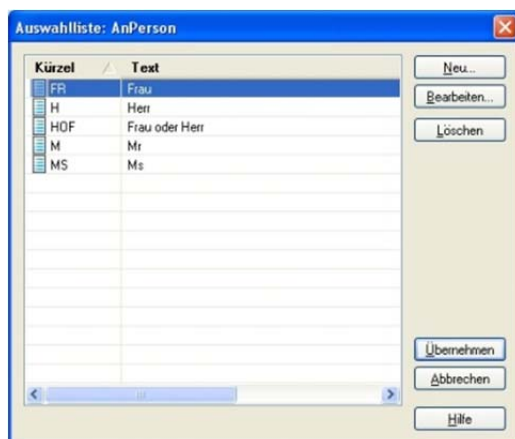 Auswahlliste: AnPerson
Kürzel Text
FR Frau
H Herr
HOF Frau oder Herr
M Mr
MS Ms
Neu...
Bearbeiten...
Löschen
Übernehmen
Abbrechen
Hilfe